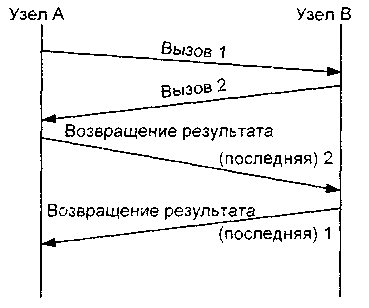 Узел А
Узел В
Вызов 1
Вызов 2
Возвращение результата
(последняя) 2
Возвращение результата
(последняя) 1